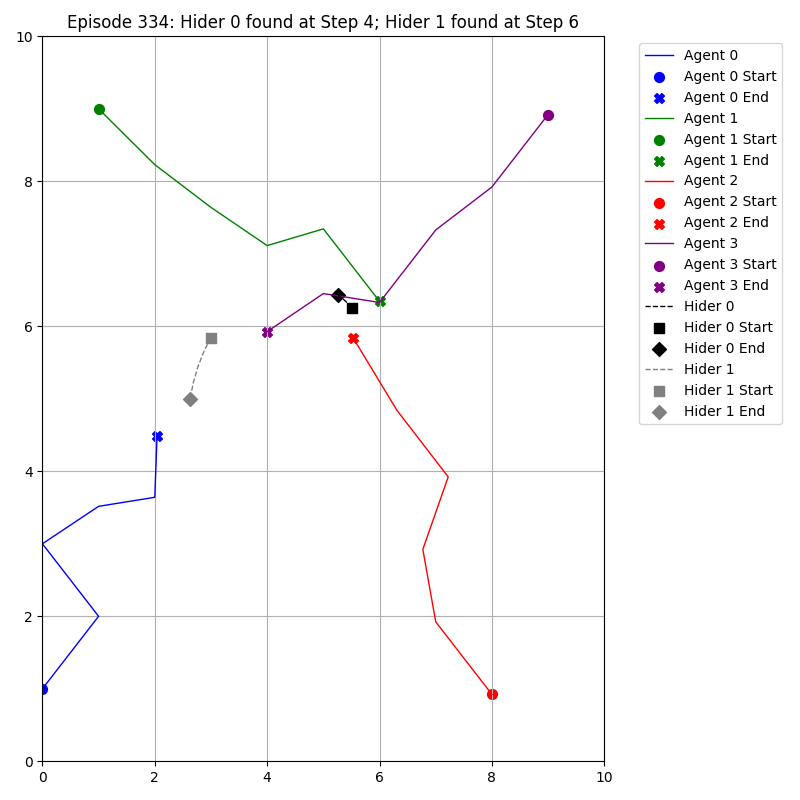 Episode 334: Hider 0 found at Step 4; Hider 1 found at Step 6
10
8
6
4
2
0
0 2 4 6 8 10
Agent 0
Agent 0 Start
Agent 0 End
Agent 1
Agent 1 Start
Agent 1 End
Agent 2
Agent 2 Start
Agent 2 End
Agent 3
Agent 3 Start
Agent 3 End
Hider 0
Hider 0 Start
Hider 0 End
Hider 1
Hider 1 Start
Hider 1 End